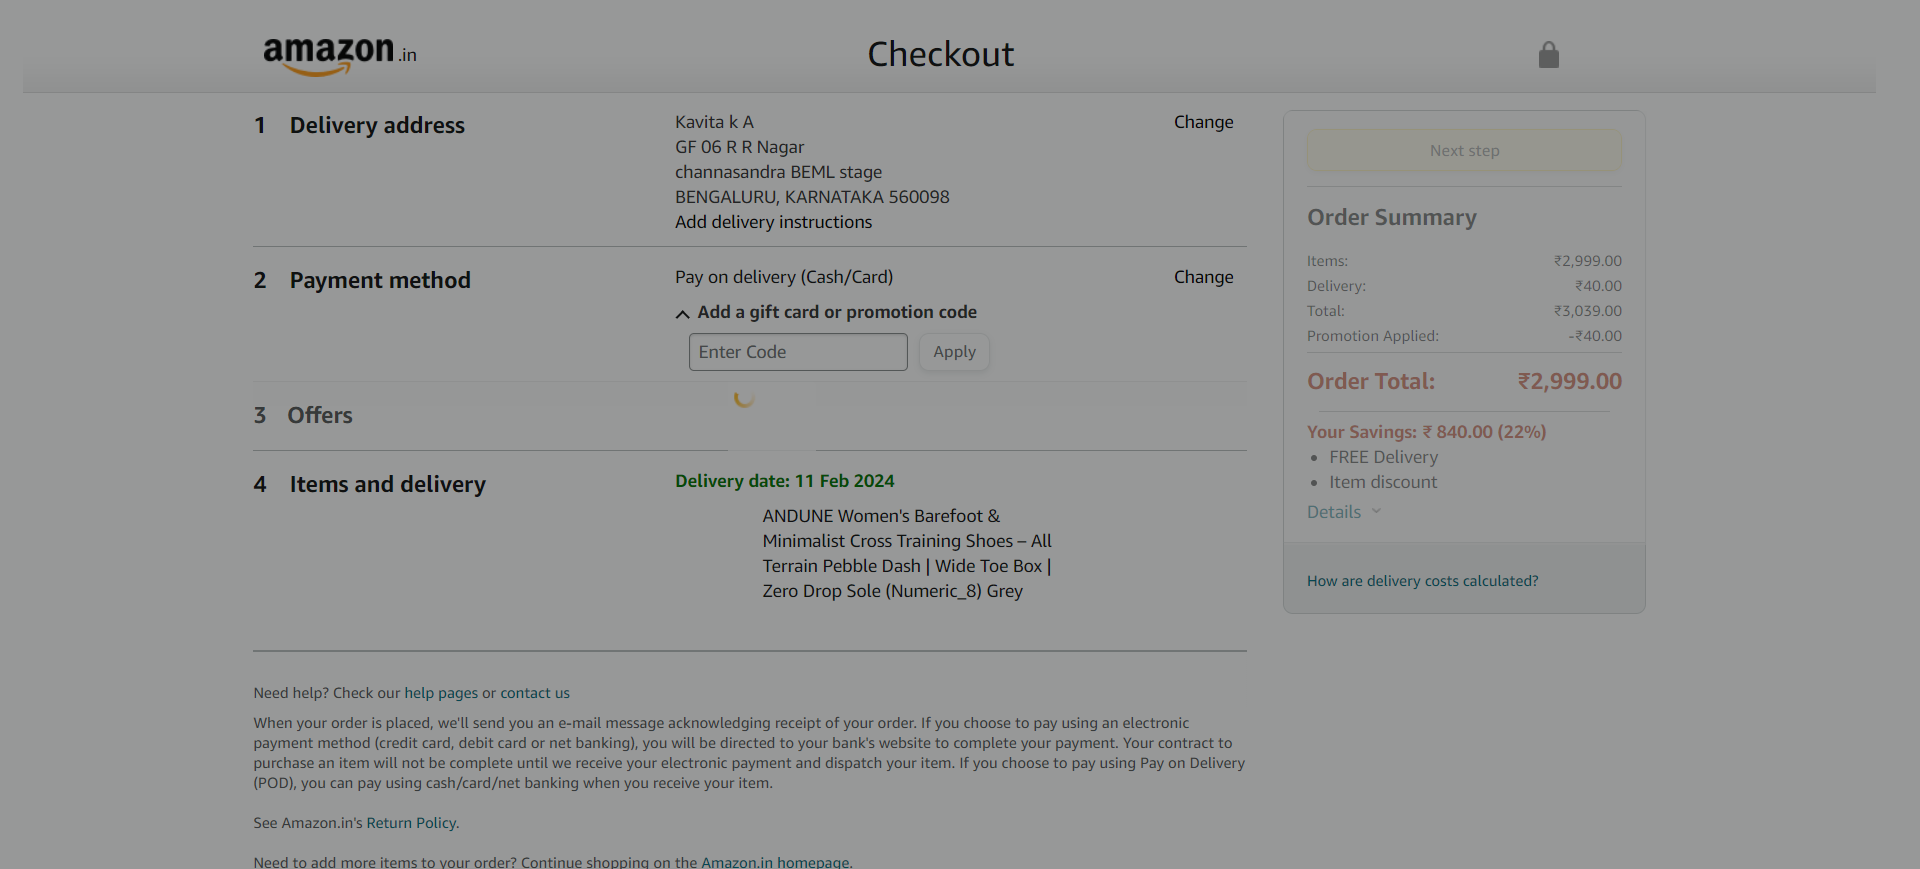 amazon.in
Checkout
1 Delivery address
Kavita k A
GF 06 R R Nagar
channasandra BEML stage
BENGALURU, KARNATAKA 560098
Add delivery instructions
Change
2 Payment method
Pay on delivery (Cash/Card)
Change
Add a gift card or promotion code
Enter Code
Apply
3 Offers
4 Items and delivery
Delivery date: 11 Feb 2024
ANDUNE Women's Barefoot &
Minimalist Cross Training Shoes – All
Terrain Pebble Dash | Wide Toe Box |
Zero Drop Sole (Numeric_8) Grey
Next step
Order Summary
Items: ₹2,999.00
Delivery: ₹40.00
Total: ₹3,039.00
Promotion Applied: -₹40.00
Order Total: ₹2,999.00
Your Savings: ₹ 840.00 (22%)
• FREE Delivery
• Item discount
Details
How are delivery costs calculated?
Need help? Check our help pages or contact us
When your order is placed, we'll send you an e-mail message acknowledging receipt of your order. If you choose to pay using an electronic
payment method (credit card, debit card or net banking), you will be directed to your bank's website to complete your payment. Your contract to
purchase an item will not be complete until we receive your electronic payment and dispatch your item. If you choose to pay using Pay on Delivery
(POD), you can pay using cash/card/net banking when you receive your item.
See Amazon.in's Return Policy.
Need to add more items to your order? Continue shopping on the Amazon.in homepage.